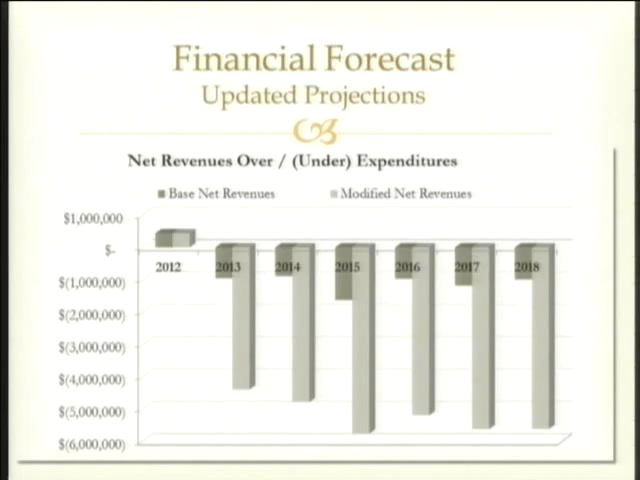 Financial Forecast
Updated Projections
Net Revenues Over / (Under) Expenditures
Base Net Revenues Modified Net Revenues
$1,000,000
$-
2012 2013 2014 2015 2016 2017 2018
$(1,000,000)
$(2,000,000)
$(3,000,000)
$(4,000,000)
$(5,000,000)
$(6,000,000)